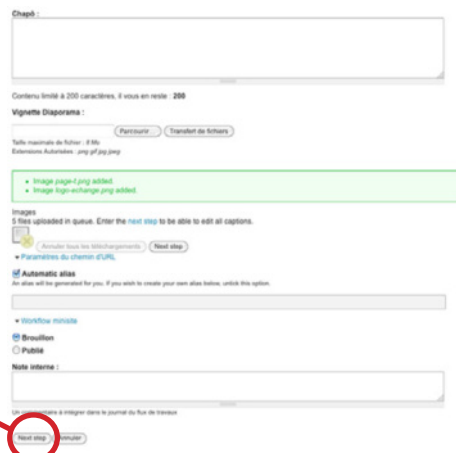 Chapô :
Contenu limité à 200 caractères, il vous en reste : 200
Vignette Diaporama :
Parcourir... Transfert de fichiers
Taille maximale de fichier : 8 Mo
Extensions Autorisées : png gif jpg jpeg
Image page-1.png added.
Image logo-echange.png added.
Images
5 files uploaded in queue. Enter the next step to be able to edit all captions.
Annuler tous les téléchargements Next step
Paramètres du chemin d'URL
Automatic alias
An alias will be generated for you. If you wish to create your own alias below, untick this option.
Workflow minisite
Brouillon
Publié
Note interne :
Un commentaire à intégrer dans le journal du flux de travaux
Next step Annuler